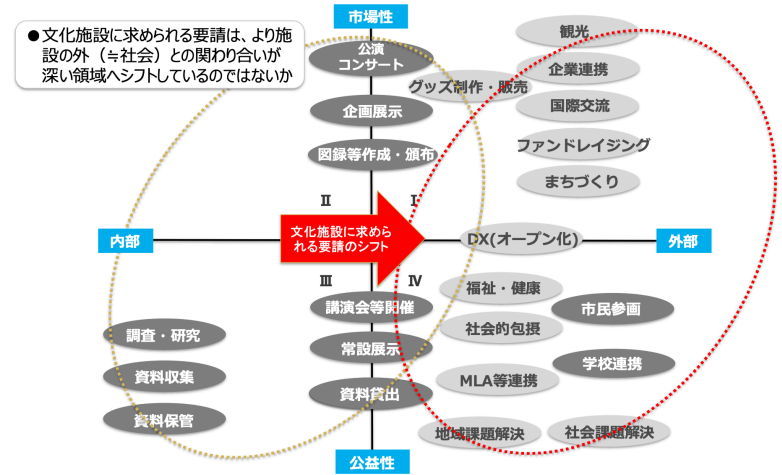 ● 文化施設に求められる要請は、より施
設の外（≒社会）との関わり合いが
深い領域へシフトしているのではないか
市場性
公演
コンサート
観光
企業連携
グッズ制作・販売
企画展示
国際交流
図録等作成・頒布
ファンドレイジング
まちづくり
Ⅱ
Ⅰ
内部
文化施設に求めら
れる要請のシフト
DX(オープン化)
外部
Ⅲ
Ⅳ
福祉・健康
講演会等開催
市民参画
調査・研究
社会的包摂
常設展示
学校連携
資料収集
MLA等連携
資料貸出
資料保管
地域課題解決
社会課題解決
公益性